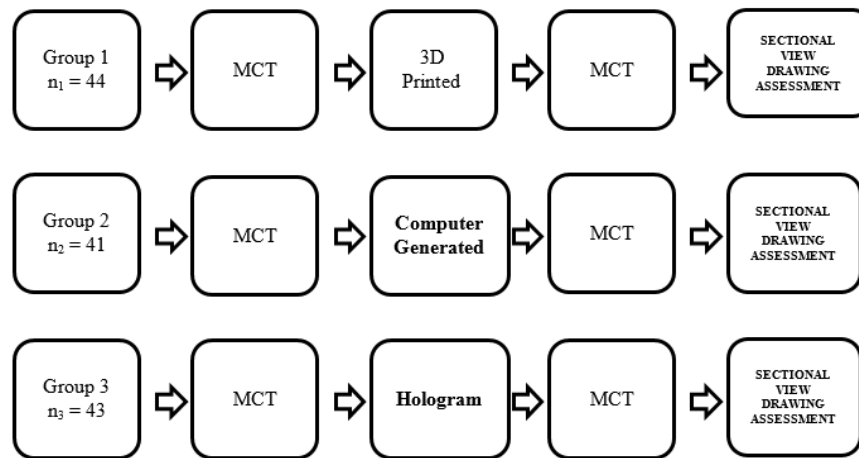 Group 1
n₁ = 44
MCT
3D
Printed
MCT
SECTIONAL
VIEW
DRAWING
ASSESSMENT
Group 2
n₂ = 41
MCT
Computer
Generated
MCT
SECTIONAL
VIEW
DRAWING
ASSESSMENT
Group 3
n₃ = 43
MCT
Hologram
MCT
SECTIONAL
VIEW
DRAWING
ASSESSMENT